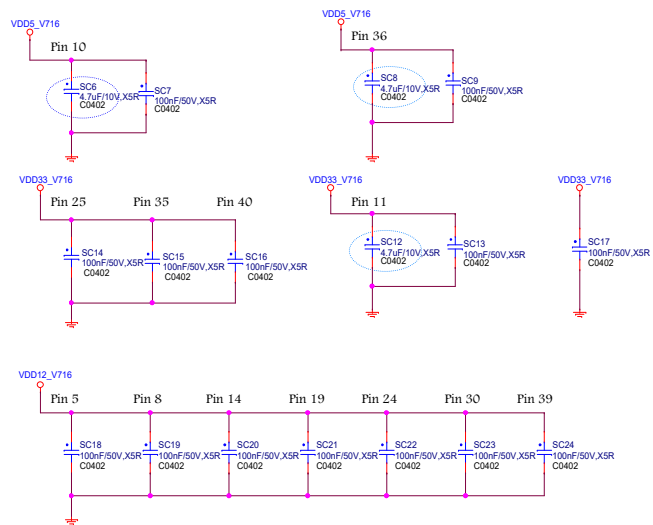 VDD5_V716
Pin 10
SC6
4.7uF/10V,X5R
C0402
SC7
100nF/50V,X5R
C0402
VDD5_V716
Pin 36
SC8
4.7uF/10V,X5R
C0402
SC9
100nF/50V,X5R
C0402
VDD33_V716
Pin 25
Pin 35
Pin 40
SC14
100nF/50V,X5R
C0402
SC15
100nF/50V,X5R
C0402
SC16
100nF/50V,X5R
C0402
VDD33_V716
Pin 11
SC12
4.7uF/10V,X5R
C0402
SC13
100nF/50V,X5R
C0402
VDD33_V716
SC17
100nF/50V,X5R
C0402
VDD12_V716
Pin 5
Pin 8
Pin 14
Pin 19
Pin 24
Pin 30
Pin 39
SC18
100nF/50V,X5R
C0402
SC19
100nF/50V,X5R
C0402
SC20
100nF/50V,X5R
C0402
SC21
100nF/50V,X5R
C0402
SC22
100nF/50V,X5R
C0402
SC23
100nF/50V,X5R
C0402
SC24
100nF/50V,X5R
C0402